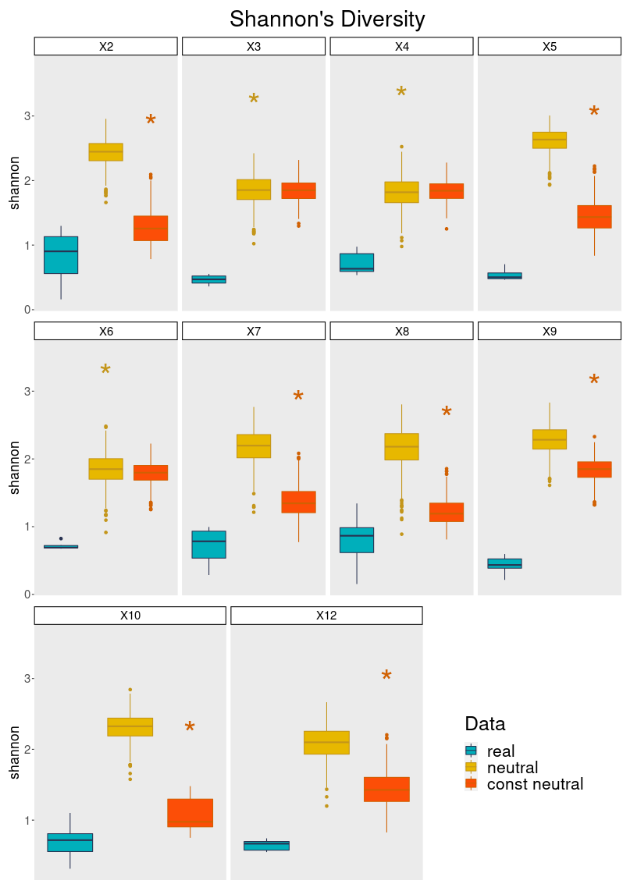 Shannon's Diversity
X2 X3 X4 X5
shannon
3
2
1
0
* * * *
X6 X7 X8 X9
shannon
3
2
1
0
* * * *
X10 X12
shannon
3
2
1
* *
Data
real
neutral
const neutral